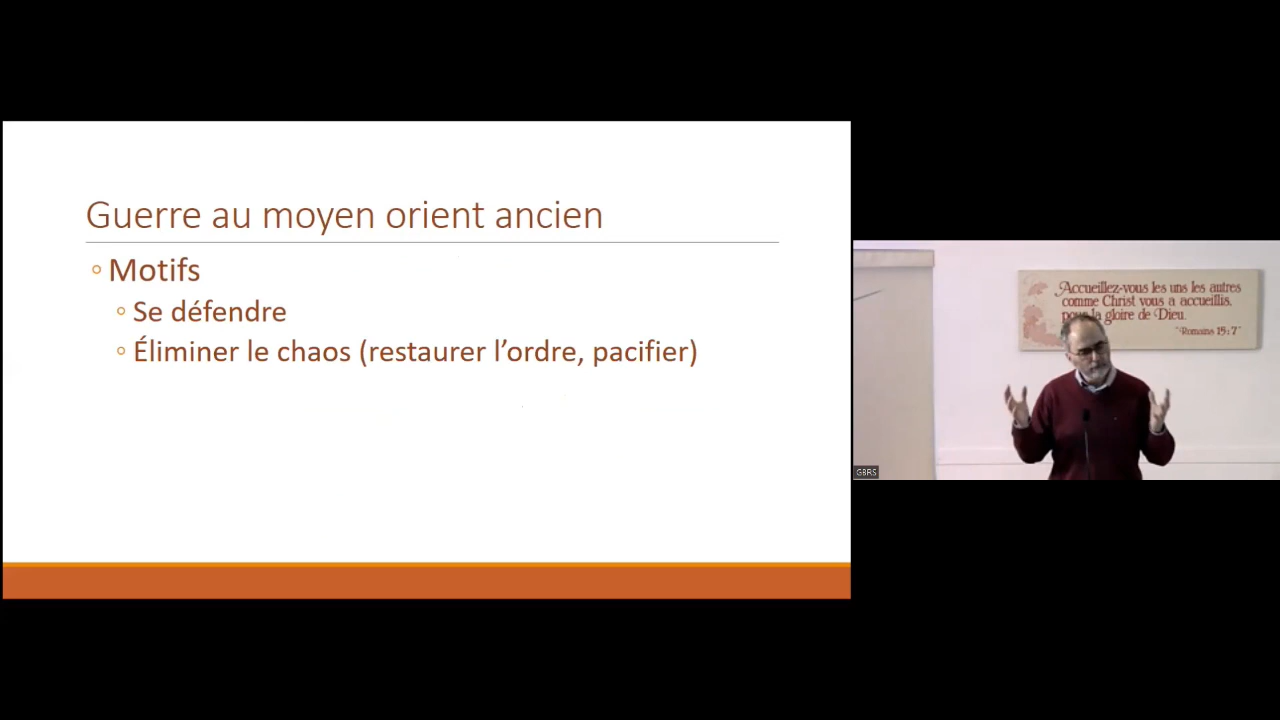 Guerre au moyen orient ancien
◦ Motifs
◦ Se défendre
◦ Éliminer le chaos (restaurer l’ordre, pacifier)
Accueillez-vous les uns les autres
comme Christ vous a accueillis,
pour la gloire de Dieu.
"Romains 15:7"
GBRS